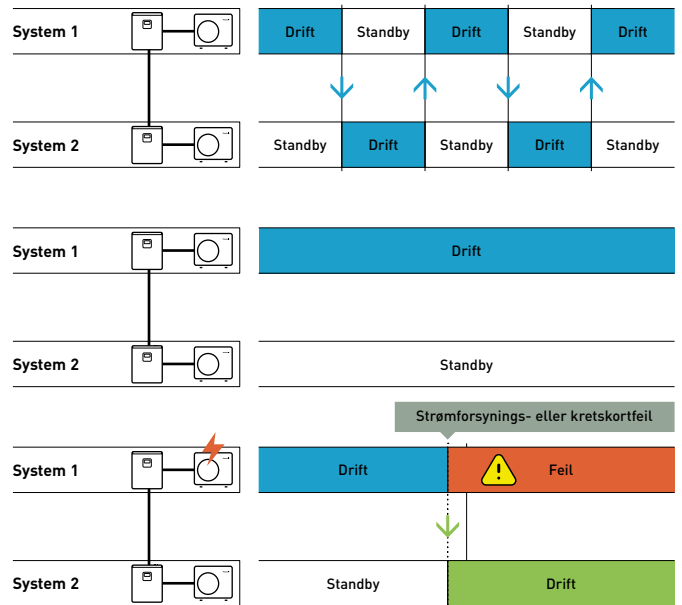 System 1
Drift Standby Drift Standby Drift
System 2
Standby Drift Standby Drift Standby
System 1
Drift
System 2
Standby
Strømforsynings- eller kretskortfeil
System 1
Drift
Feil
System 2
Standby
Drift